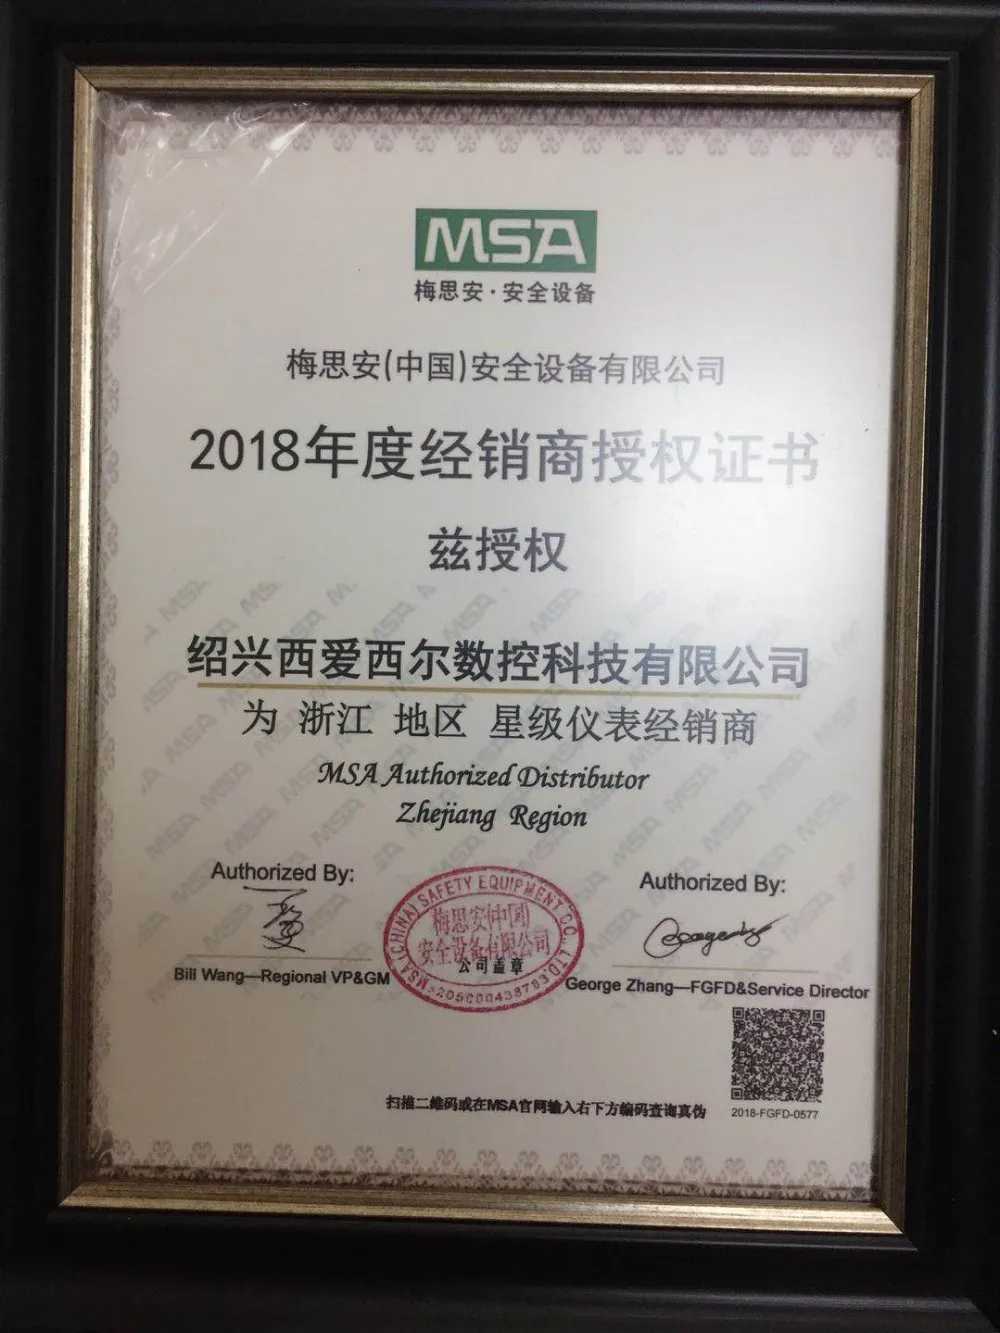 MSA
梅思安·安全设备
梅思安(中国)安全设备有限公司
2018年度经销商授权证书
兹授权
绍兴西爱西尔数控科技有限公司
为 浙江 地区 星级仪表经销商
MSA Authorized Distributor
Zhejiang Region
Authorized By:
Bill Wang—Regional VP&GM
MSA (CHINA) SAFETY EQUIPMENT CO., LTD.
梅思安(中国)
安全设备有限公司
公司盖章
Authorized By:
George Zhang—FGFD&Service Director
扫描二维码或在MSA官网输入右下方编码查询真伪
2018-FGFD-0577